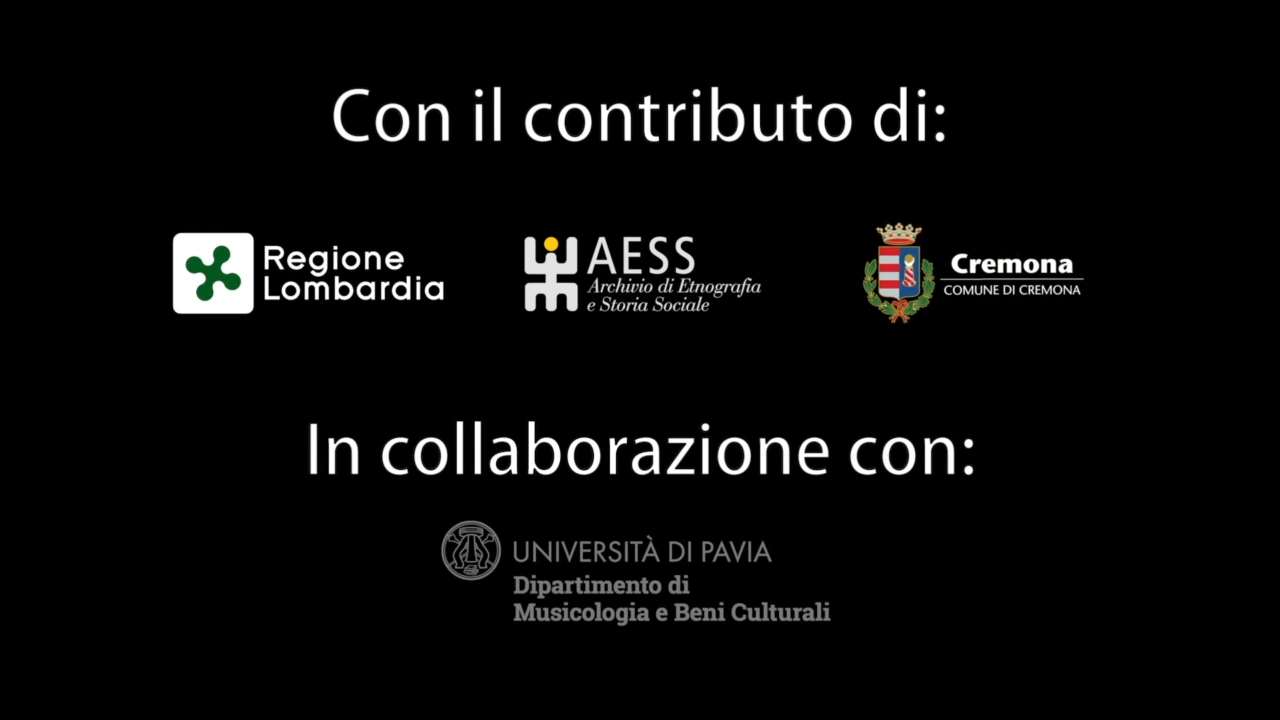 Con il contributo di:
Regione
Lombardia
AESS
Archivio di Etnografia
e Storia Sociale
Cremona
COMUNE DI CREMONA
In collaborazione con:
UNIVERSITÀ DI PAVIA
Dipartimento di
Musicologia e Beni Culturali